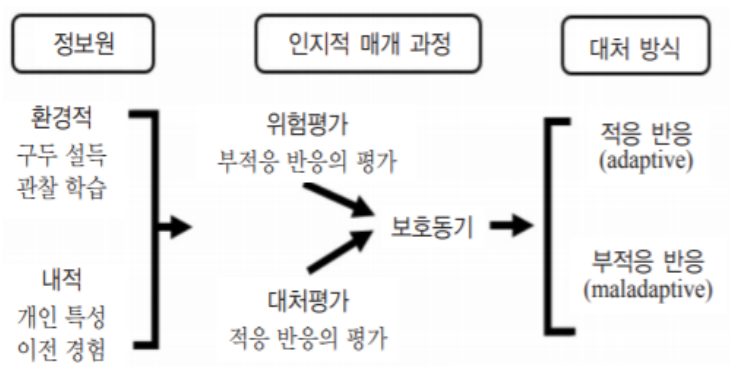 정보원
인지적 매개 과정
대처 방식
환경적
구두 설득
관찰 학습
내적
개인 특성
이전 경험
위험평가
부적응 반응의 평가
보호동기
대처평가
적응 반응의 평가
적응 반응
(adaptive)
부적응 반응
(maladaptive)